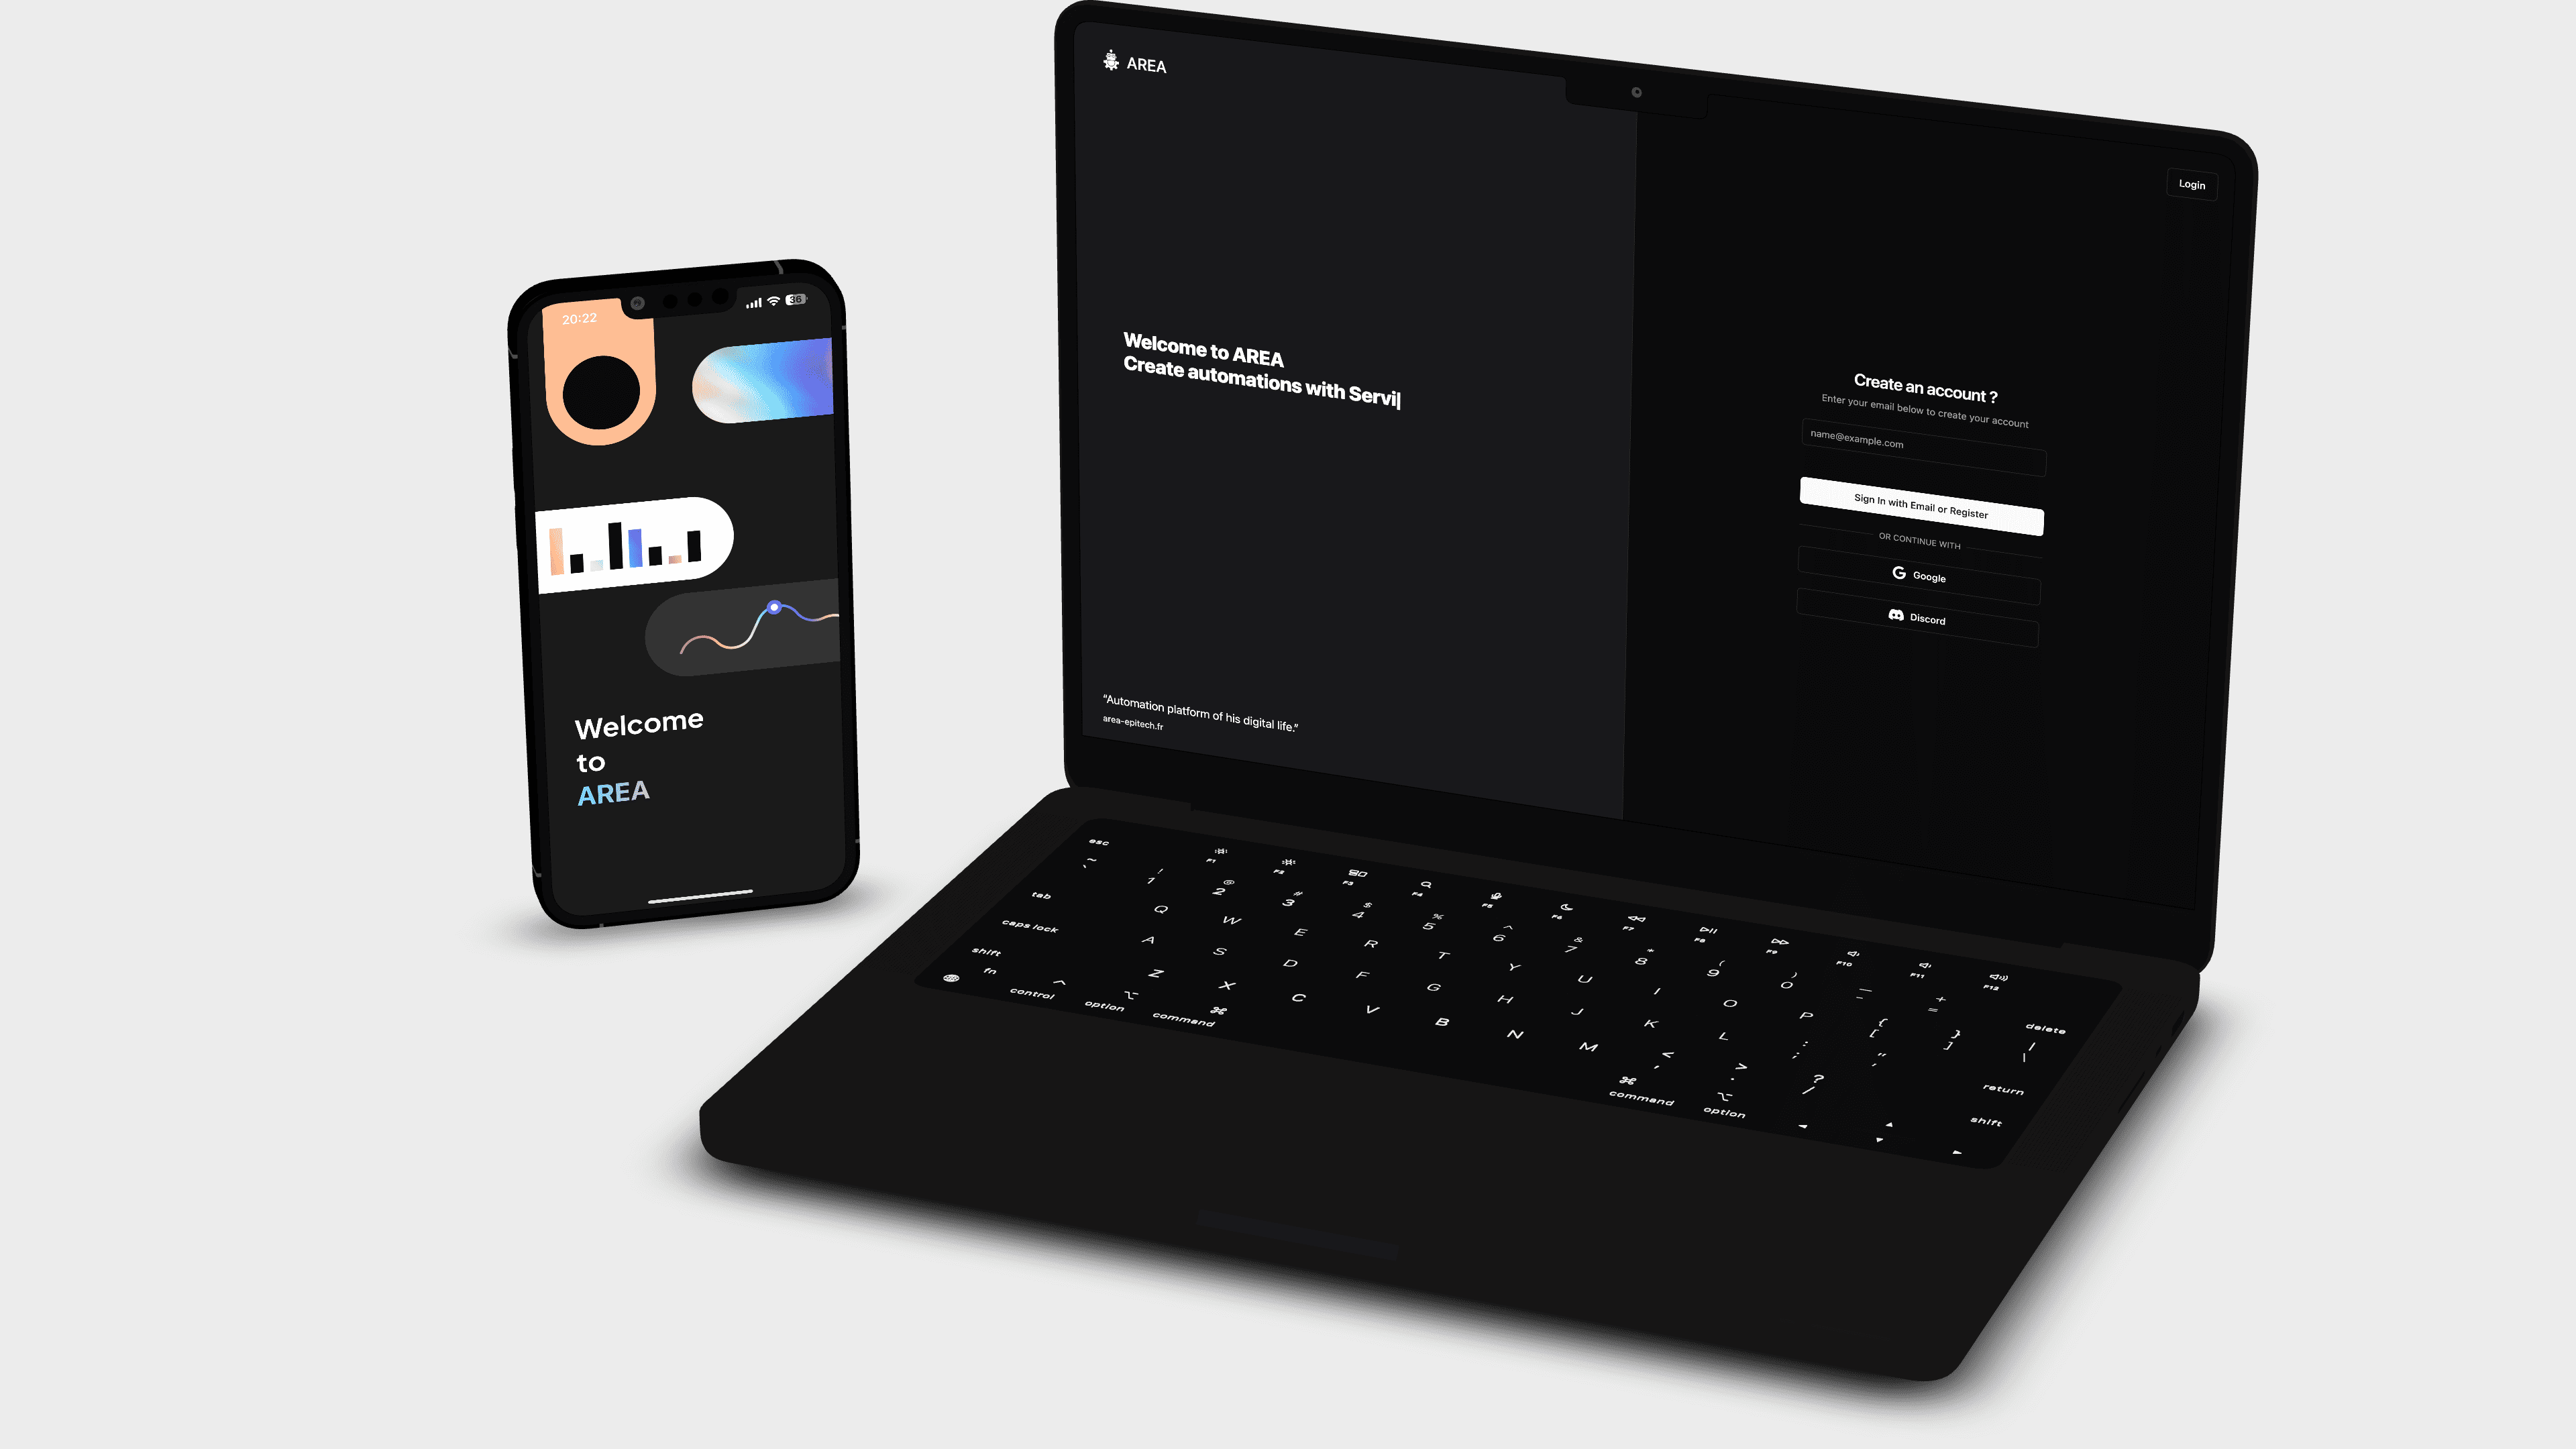 20:22
36
Welcome
to
AREA
AREA
Login
Welcome to AREA
Create automations with Servi
Create an account ?
Enter your email below to create your account
name@example.com
Sign In with Email or Register
OR CONTINUE WITH
Google
Discord
“Automation platform of his digital life.”
area-epitech.fr
esc
F1 F2 F3 F4 F5 F6 F7 F8 F9 F10 F11 F12
~ ! @ # $ % ^ & * ( ) _ +
` 1 2 3 4 5 6 7 8 9 0 - = delete
tab Q W E R T Y U I O P { [ } ] | \
caps lock A S D F G H J K L : ; " ' return
shift Z X C V B N M < , > . ? / shift
fn control option command command option